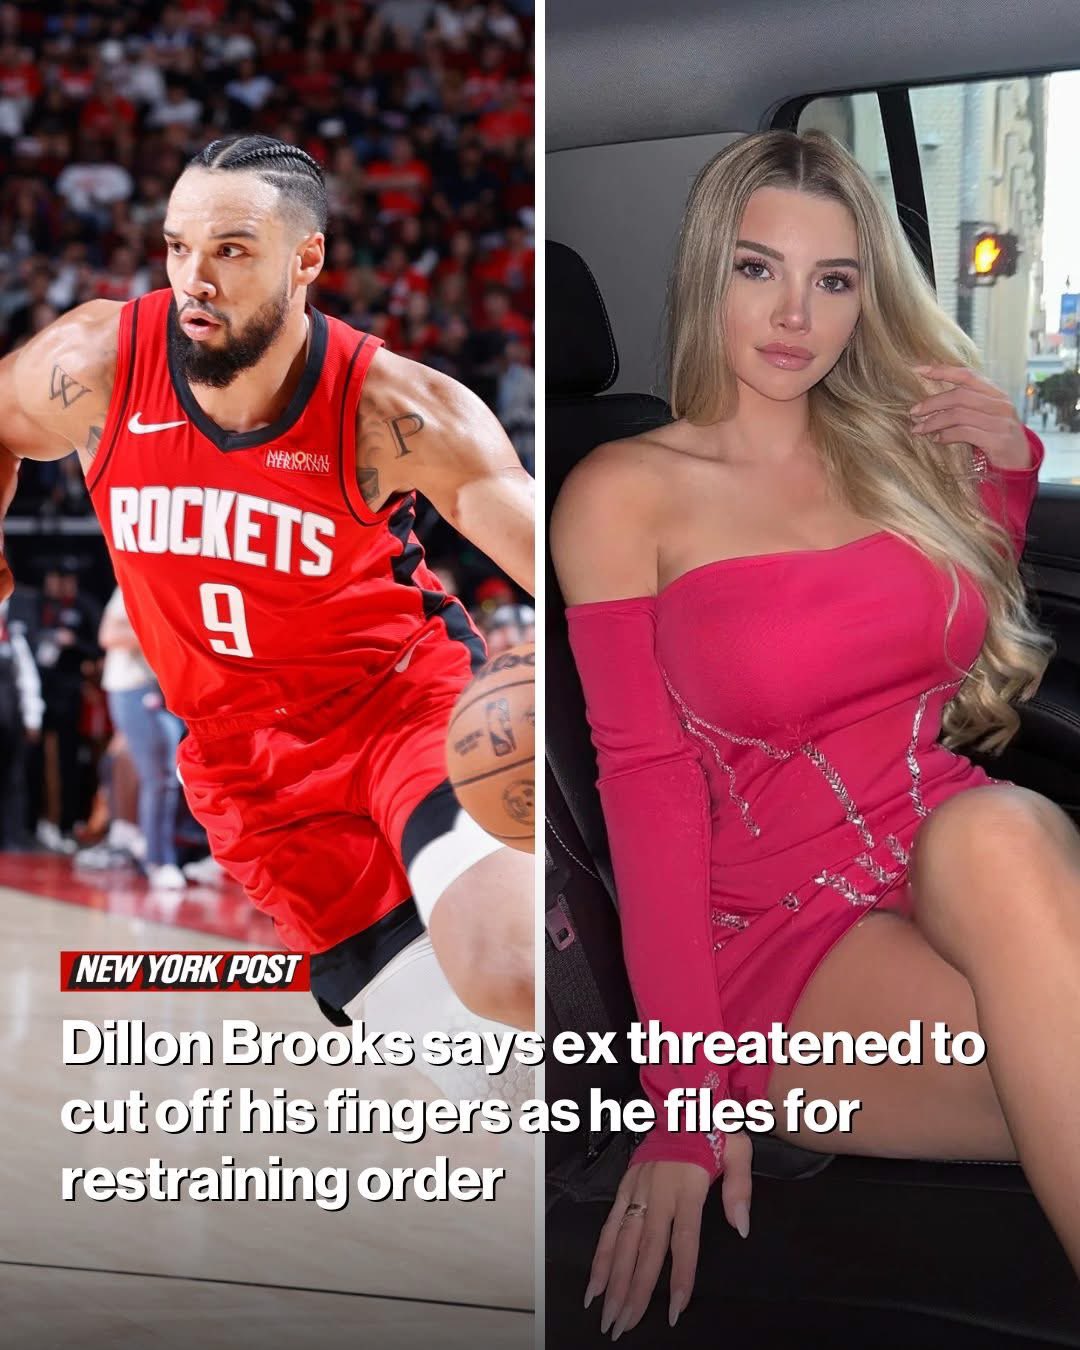 MEMORIAL
HERMANN
ROCKETS
9
P
NEW YORK POST
Dillon Brooks says ex threatened to
cut off his fingers as he files for
restraining order